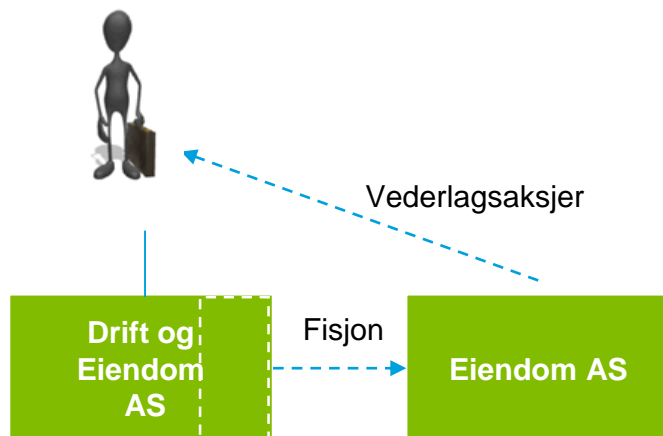 Vederlagsaksjer
Drift og
Eiendom
AS
Fisjon
Eiendom AS